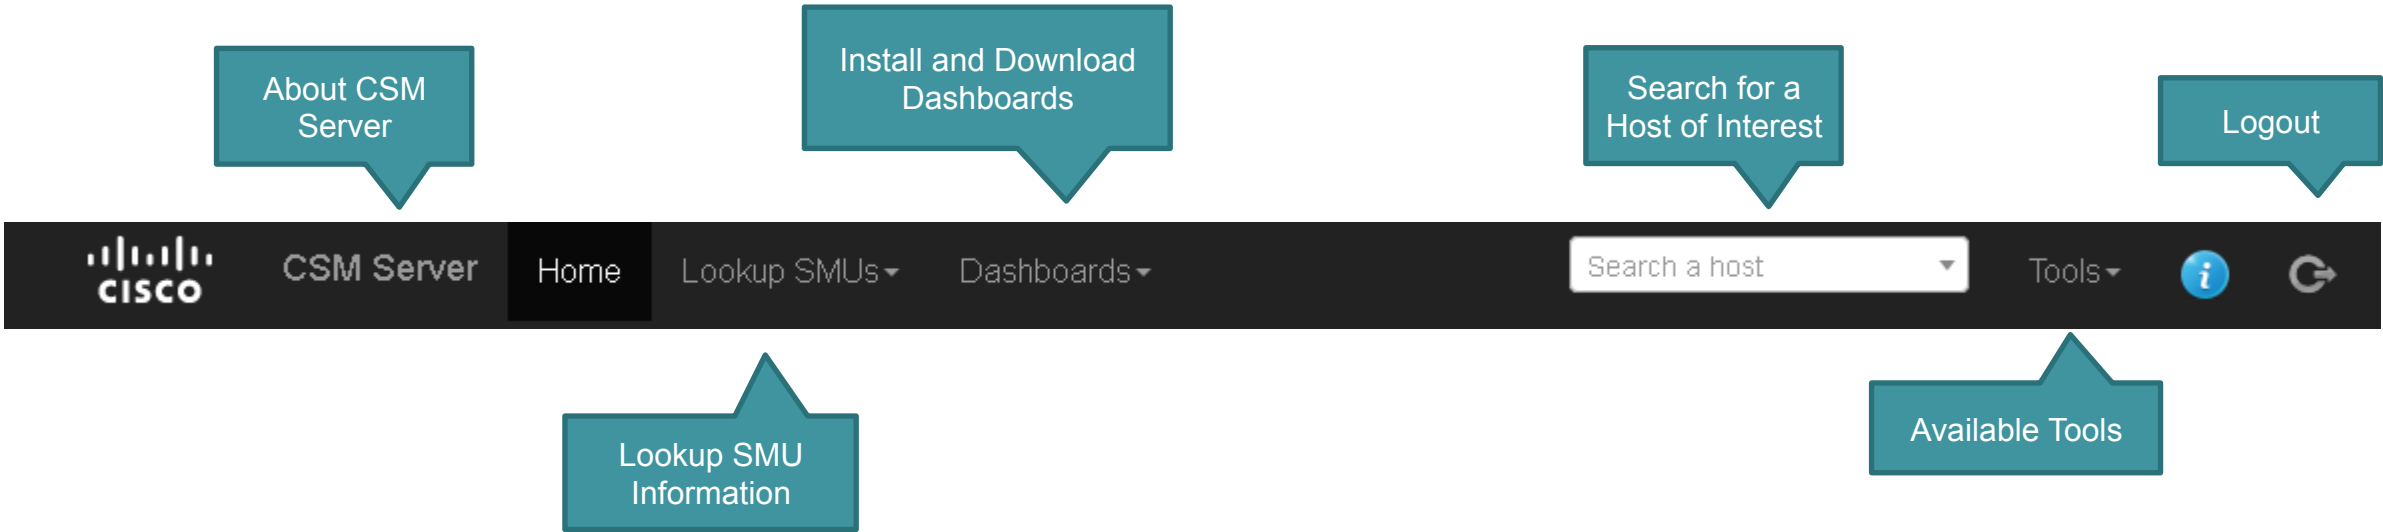 Install and Download
Dashboards
About CSM
Server
Search for a
Host of Interest
Logout
CISCO
CSM Server
Home
Lookup SMUs
Dashboards
Search a host
Tools
i
Lookup SMU
Information
Available Tools